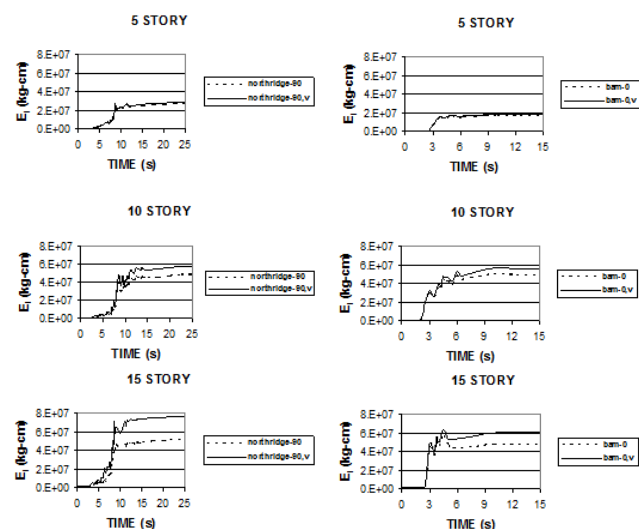 5 STORY
8.E+07
6.E+07
4.E+07
2.E+07
0.E+00
E_I (kg-cm)
0 5 10 15 20 25
TIME (s)
northridge-90
northridge-90,v
5 STORY
8.E+07
6.E+07
4.E+07
2.E+07
0.E+00
E_I (kg-cm)
0 3 6 9 12 15
TIME (s)
bam-0
bam-0,v
10 STORY
8.E+07
6.E+07
4.E+07
2.E+07
0.E+00
E_I (kg-cm)
0 5 10 15 20 25
TIME (s)
northridge-90
northridge-90,v
10 STORY
8.E+07
6.E+07
4.E+07
2.E+07
0.E+00
E_I (kg-cm)
0 3 6 9 12 15
TIME (s)
bam-0
bam-0,v
15 STORY
8.E+07
6.E+07
4.E+07
2.E+07
0.E+00
E_I (kg-cm)
0 5 10 15 20 25
TIME (s)
northridge-90
northridge-90,v
15 STORY
8.E+07
6.E+07
4.E+07
2.E+07
0.E+00
E_I (kg-cm)
0 3 6 9 12 15
TIME (s)
bam-0
bam-0,v